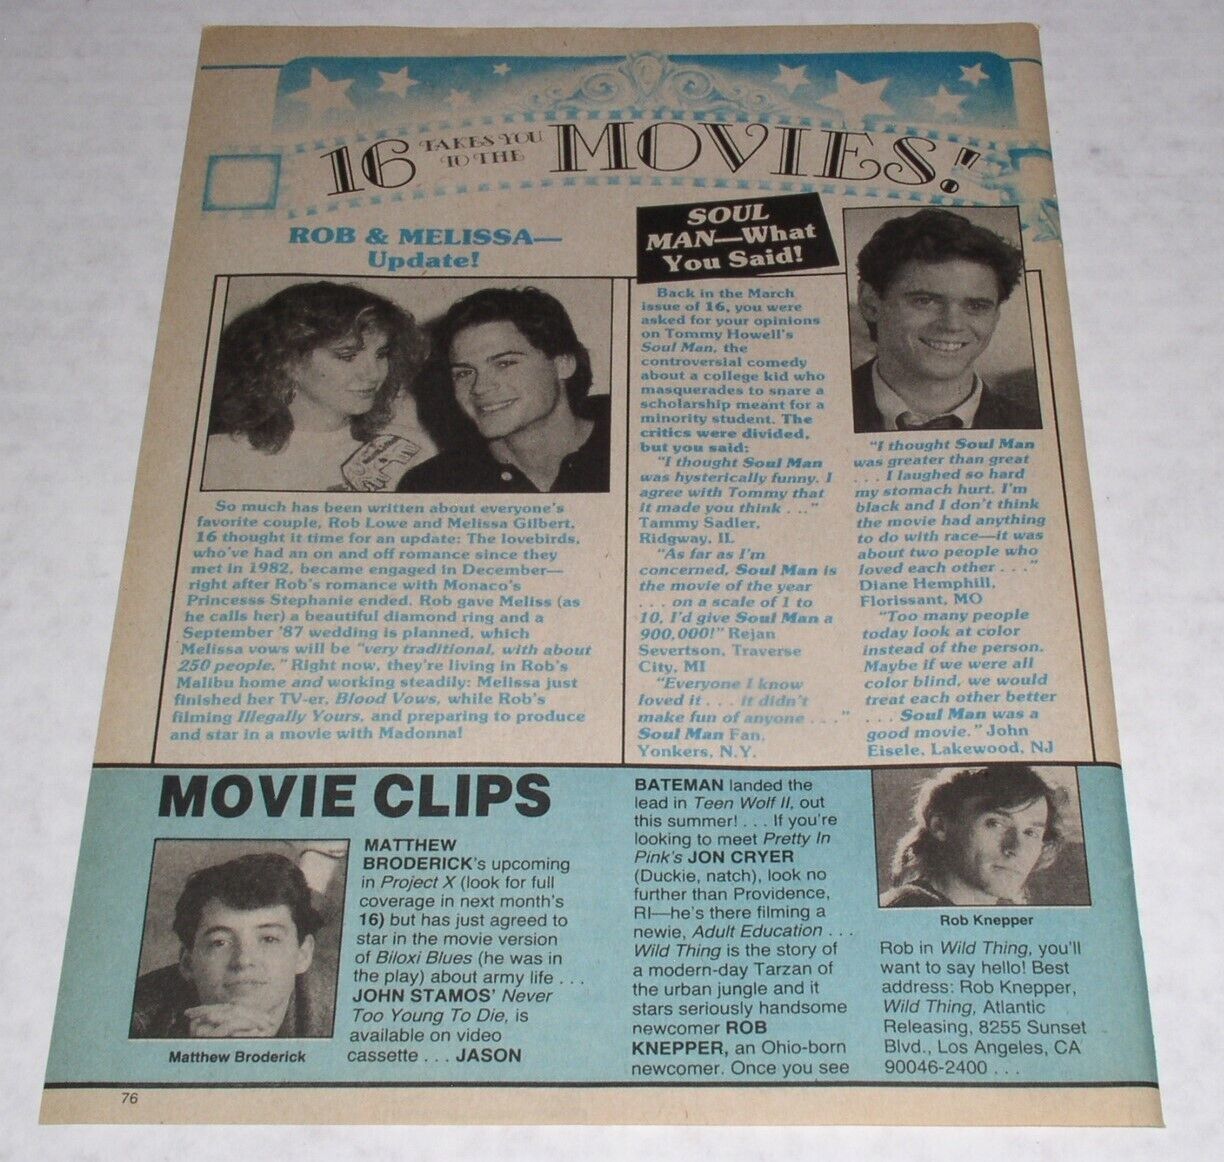 16 TAKES YOU TO THE MOVIES!
ROB & MELISSA—
Update!
So much has been written about everyone's
favorite couple, Rob Lowe and Melissa Gilbert,
16 thought it time for an update: The lovebirds,
who've had an on and off romance since they
met in 1982, became engaged in December—
right after Rob's romance with Monaco's
Princesss Stephanie ended. Rob gave Meliss (as
he calls her) a beautiful diamond ring and a
September '87 wedding is planned, which
Melissa vows will be "very traditional, with about
250 people." Right now, they're living in Rob's
Malibu home and working steadily: Melissa just
finished her TV-er, Blood Vows, while Rob's
filming Illegally Yours, and preparing to produce
and star in a movie with Madonna!
SOUL
MAN—What
You Said!
Back in the March
issue of 16, you were
asked for your opinions
on Tommy Howell's
Soul Man, the
controversial comedy
about a college kid who
masquerades to snare a
scholarship meant for a
minority student. The
critics were divided,
but you said:
"I thought Soul Man
was hysterically funny. I
agree with Tommy that
it made you think . . ."
Tammy Sadler,
Ridgway, IL
"As far as I'm
concerned, Soul Man is
the movie of the year
. . . on a scale of 1 to
10, I'd give Soul Man a
900,000!" Rejan
Severtson, Traverse
City, MI
"Everyone I know
loved it . . . it didn't
make fun of anyone . . ."
Soul Man Fan,
Yonkers, N.Y.
"I thought Soul Man
was greater than great
. . . I laughed so hard
my stomach hurt. I'm
black and I don't think
the movie had anything
to do with race—it was
about two people who
loved each other . . ."
Diane Hemphill,
Florissant, MO
"Too many people
today look at color
instead of the person.
Maybe if we were all
color blind, we would
treat each other better
. . . Soul Man was a
good movie." John
Eisele, Lakewood, NJ
MOVIE CLIPS
Matthew Broderick
MATTHEW
BRODERICK's upcoming
in Project X (look for full
coverage in next month's
16) but has just agreed to
star in the movie version
of Biloxi Blues (he was in
the play) about army life . . .
JOHN STAMOS' Never
Too Young To Die, is
available on video
cassette . . . JASON
BATEMAN landed the
lead in Teen Wolf II, out
this summer! . . . If you're
looking to meet Pretty In
Pink's JON CRYER
(Duckie, natch), look no
further than Providence,
RI—he's there filming a
newie, Adult Education . . .
Wild Thing is the story of
a modern-day Tarzan of
the urban jungle and it
stars seriously handsome
newcomer ROB
KNEPPER, an Ohio-born
newcomer. Once you see
Rob Knepper
Rob in Wild Thing, you'll
want to say hello! Best
address: Rob Knepper,
Wild Thing, Atlantic
Releasing, 8255 Sunset
Blvd., Los Angeles, CA
90046-2400 . . .
76